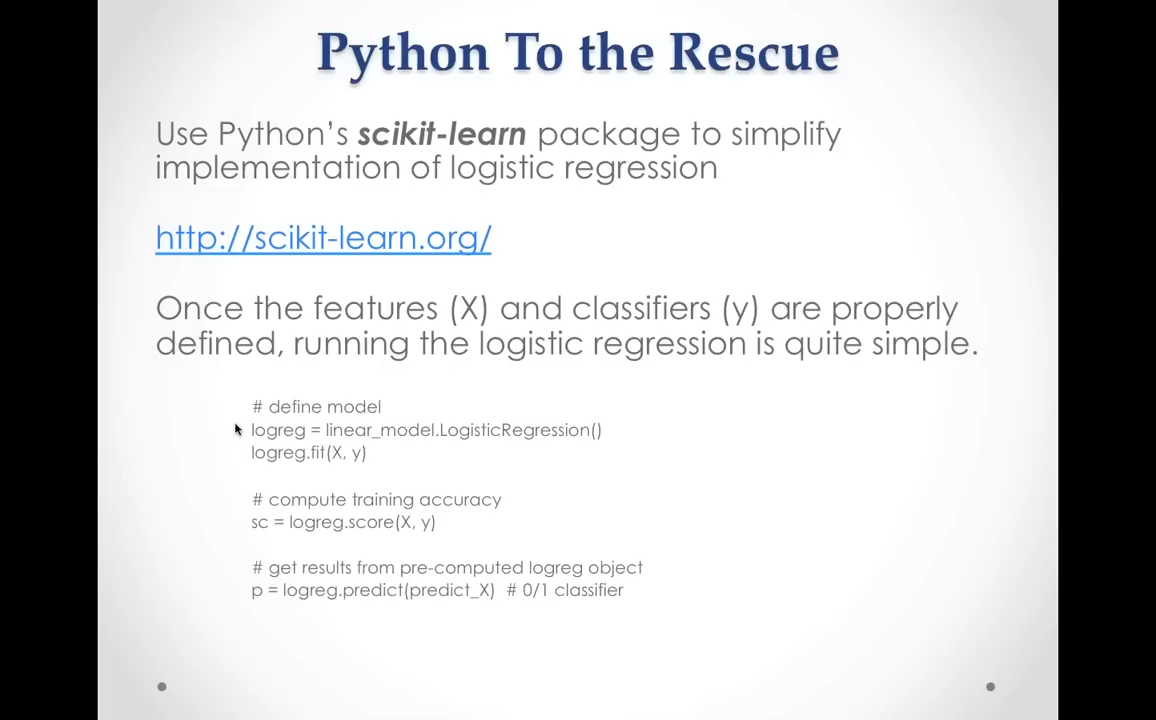 Python To the Rescue
Use Python’s scikit-learn package to simplify
implementation of logistic regression
http://scikit-learn.org/
Once the features (X) and classifiers (y) are properly
defined, running the logistic regression is quite simple.
# define model
logreg = linear_model.LogisticRegression()
logreg.fit(X, y)
# compute training accuracy
sc = logreg.score(X, y)
# get results from pre-computed logreg object
p = logreg.predict(predict_X)  # 0/1 classifier